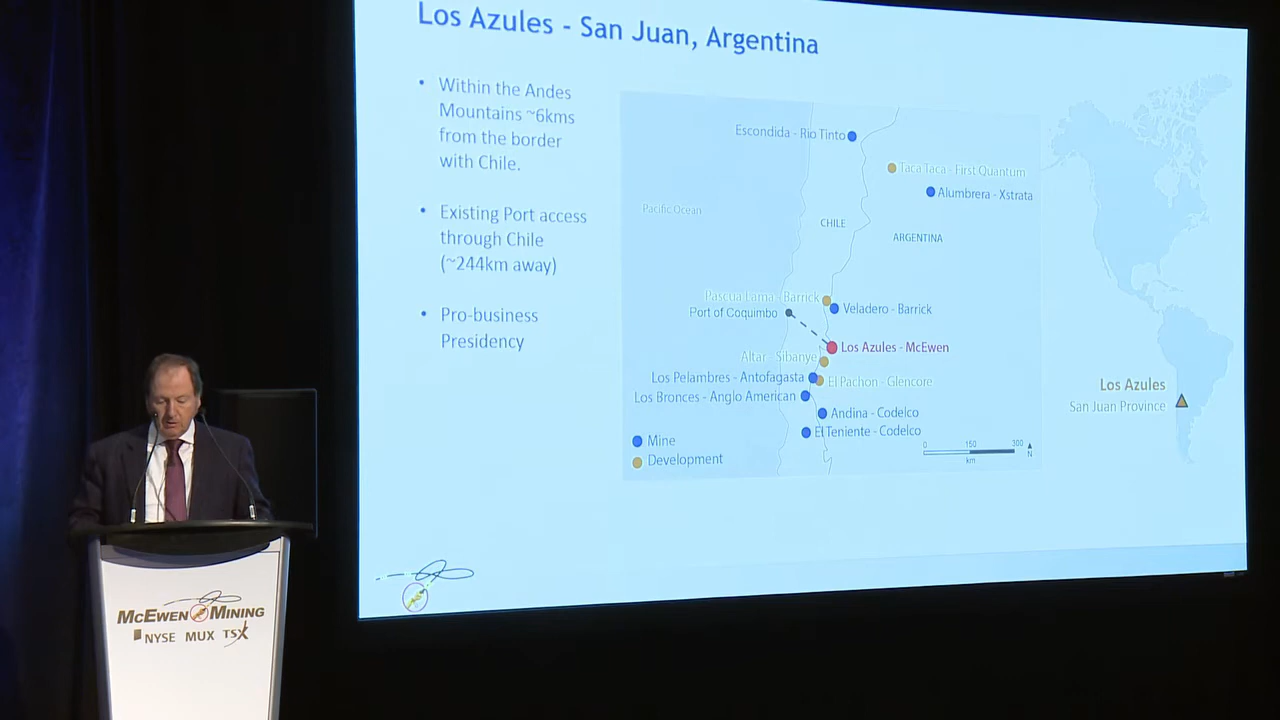 Los Azules - San Juan, Argentina
• Within the Andes
Mountains ~6kms
from the border
with Chile.
• Existing Port access
through Chile
(~244km away)
• Pro-business
Presidency
Escondida - Rio Tinto
Taca Taca - First Quantum
Alumbrera - Xstrata
Pacific Ocean
CHILE
ARGENTINA
Pascua Lama - Barrick
Port of Coquimbo
Veladero - Barrick
Los Azules - McEwen
Altar - Sibanye
Los Pelambres - Antofagasta
El Pachon - Glencore
Los Bronces - Anglo American
Andina - Codelco
El Teniente - Codelco
Mine
Development
0 150 300
km
N
Los Azules
San Juan Province
McEWEN MINING
NYSE MUX TSX